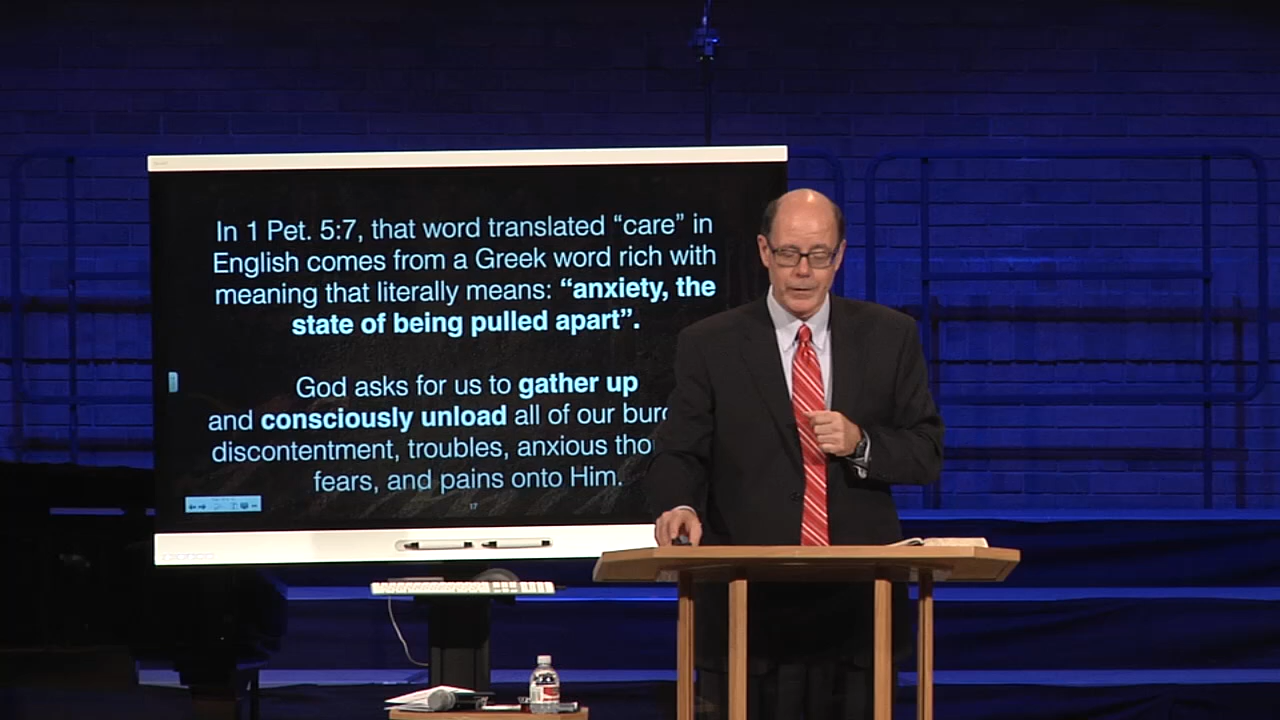 In 1 Pet. 5:7, that word translated “care” in
English comes from a Greek word rich with
meaning that literally means: “anxiety, the
state of being pulled apart”.
God asks for us to gather up
and consciously unload all of our
discontentment, troubles, anxious
fears, and pains onto Him.
17